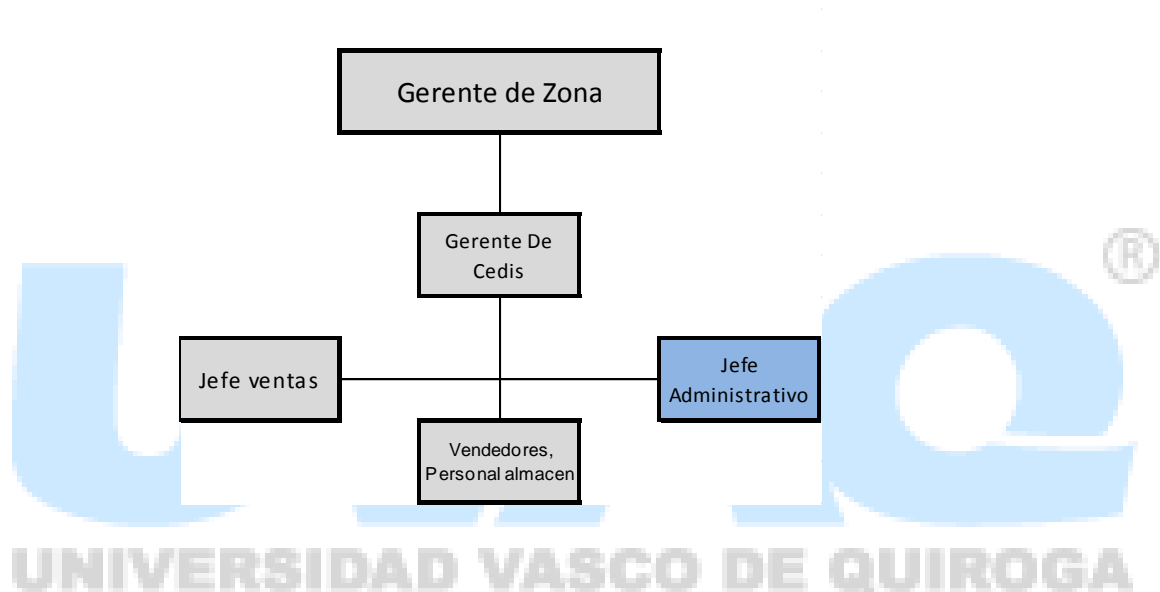 Gerente de Zona
Gerente De
Cedis
Jefe ventas
Jefe
Administrativo
Vendedores,
Personal almacen
®
UNIVERSIDAD VASCO DE QUIROGA